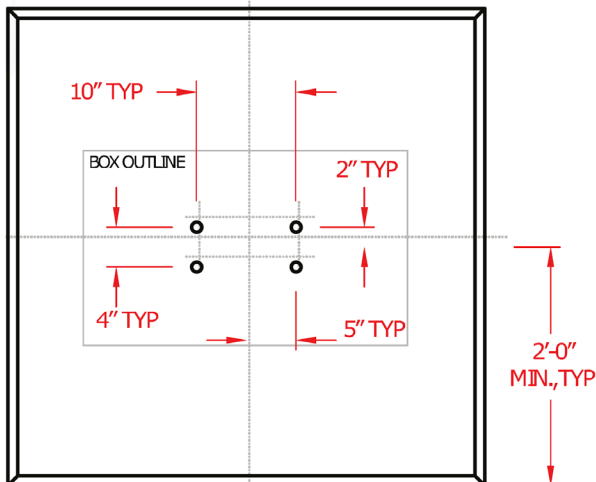 10" TYP
BOX OUTLINE
2" TYP
4" TYP
5" TYP
2'-0"
MIN.,TYP